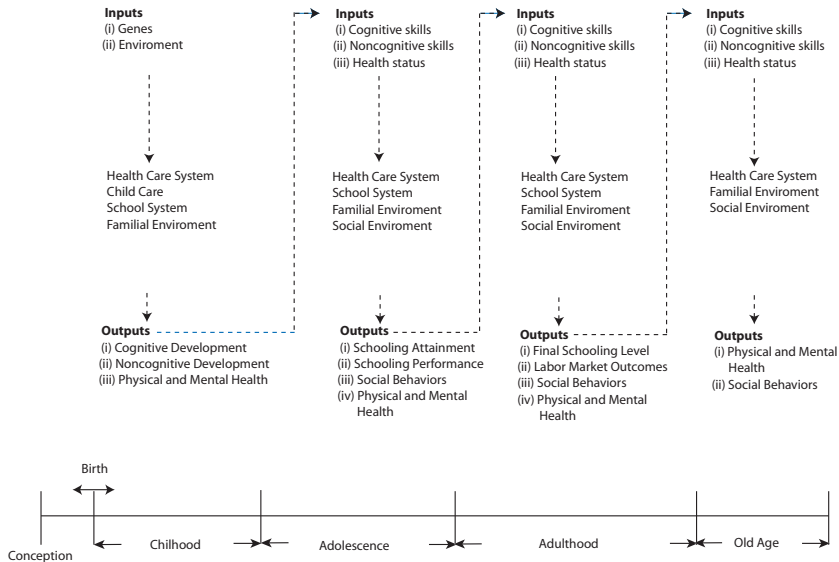 Inputs
(i) Genes
(ii) Enviroment
Health Care System
Child Care
School System
Familial Enviroment
Outputs
(i) Cognitive Development
(ii) Noncognitive Development
(iii) Physical and Mental Health
Inputs
(i) Cognitive skills
(ii) Noncognitive skills
(iii) Health status
Health Care System
School System
Familial Enviroment
Social Enviroment
Outputs
(i) Schooling Attainment
(ii) Schooling Performance
(iii) Social Behaviors
(iv) Physical and Mental
Health
Inputs
(i) Cognitive skills
(ii) Noncognitive skills
(iii) Health status
Health Care System
School System
Familial Enviroment
Social Enviroment
Outputs
(i) Final Schooling Level
(ii) Labor Market Outcomes
(iii) Social Behaviors
(iv) Physical and Mental
Health
Inputs
(i) Cognitive skills
(ii) Noncognitive skills
(iii) Health status
Health Care System
Familial Enviroment
Social Enviroment
Outputs
(i) Physical and Mental
Health
(ii) Social Behaviors
Birth
Conception
Chilhood
Adolescence
Adulthood
Old Age